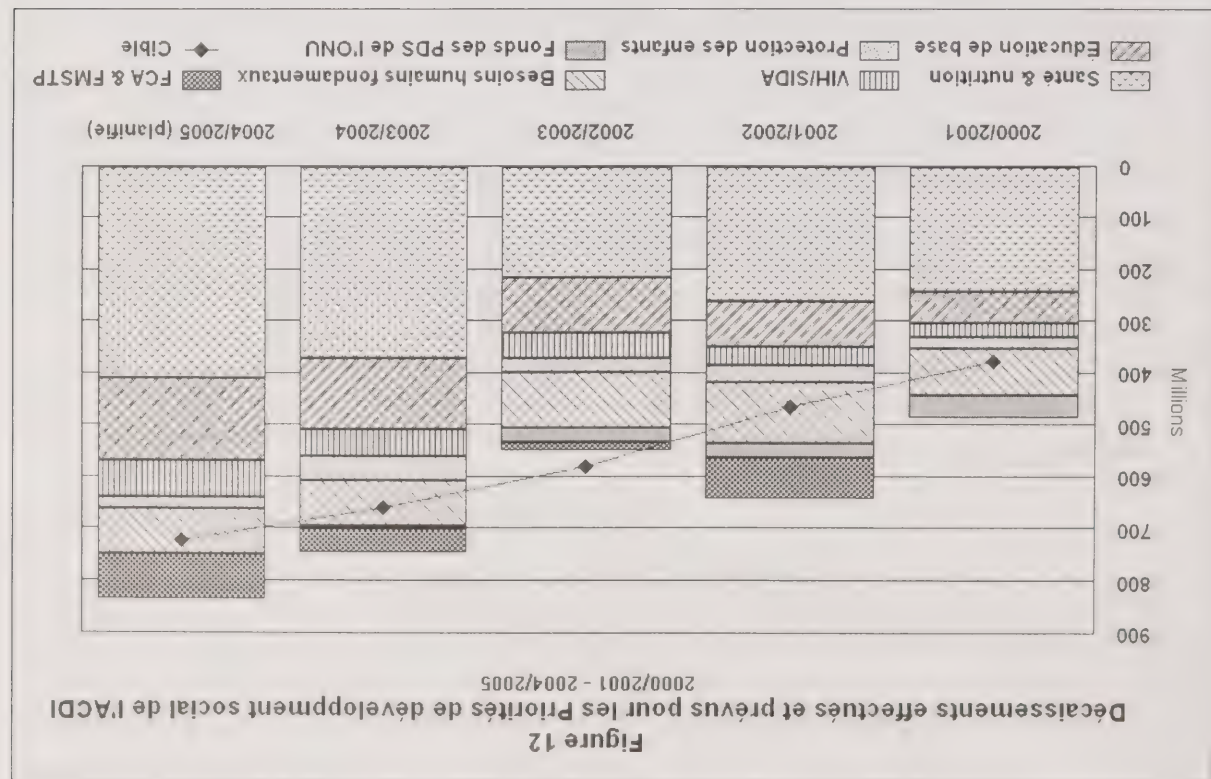 Figure 12
Décaissements effectués et prévus pour les Priorités de développment social de l'ACDI
2000/2001 - 2004/2005
Millions
900
800
700
600
500
400
300
200
100
0
2000/2001 2001/2002 2002/2003 2003/2004 2004/2005 (planifie)
Santé & nutrition VIH/SIDA Besoins humains fondamentaux FCA & FMSTP
Education de base Protection des enfants Fonds des PDS de l'ONU Cible